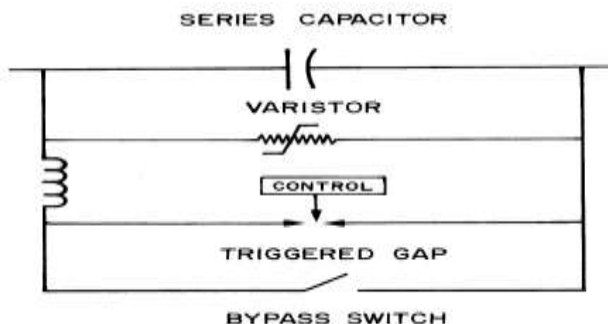 SERIES CAPACITOR
VARISTOR
CONTROL
TRIGGERED GAP
BYPASS SWITCH